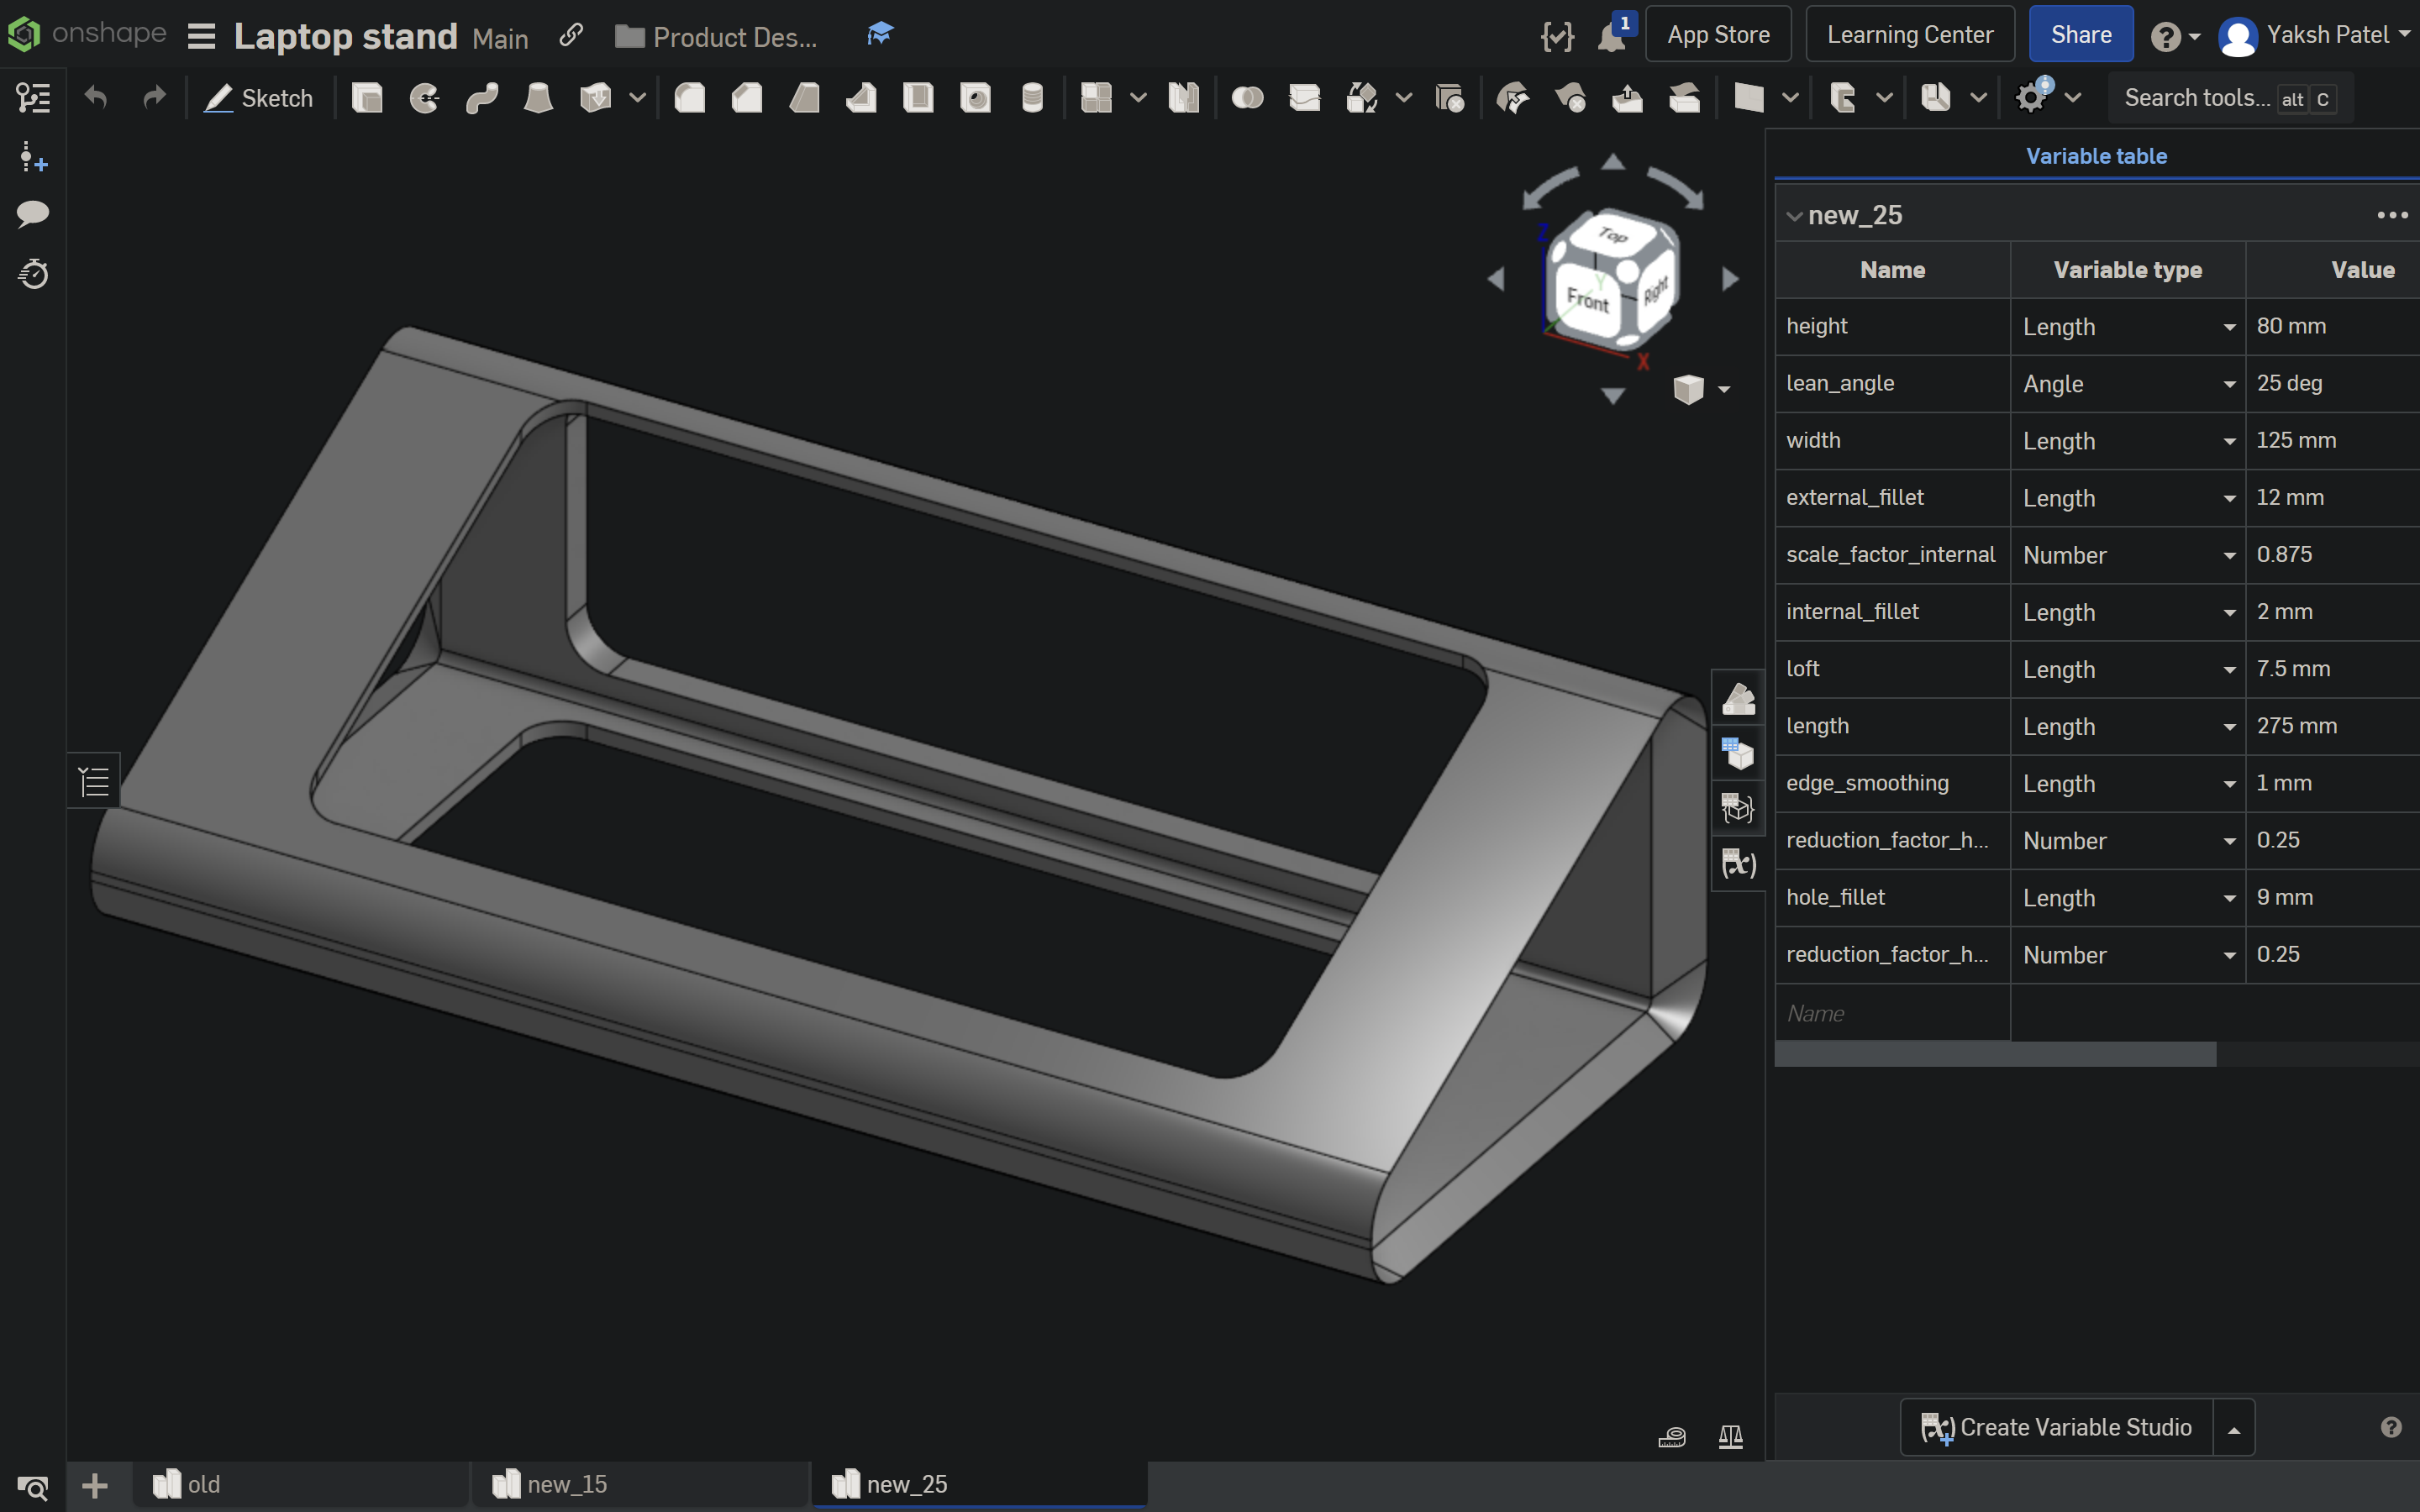 onshape Laptop stand Main Product Des... 1 App Store Learning Center Share ? Yaksh Patel
Sketch Search tools... alt C
Variable table
new_25
Name Variable type Value
height Length 80 mm
lean_angle Angle 25 deg
width Length 125 mm
external_fillet Length 12 mm
scale_factor_internal Number 0.875
internal_fillet Length 2 mm
loft Length 7.5 mm
length Length 275 mm
edge_smoothing Length 1 mm
reduction_factor_h... Number 0.25
hole_fillet Length 9 mm
reduction_factor_h... Number 0.25
Name
Z
Top
Y
Front
Right
X
(x)
Create Variable Studio ?
old new_15 new_25